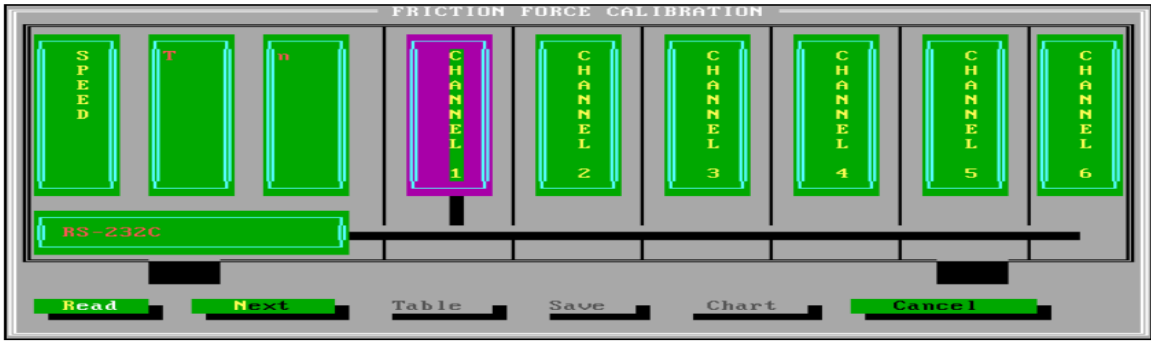 FRICTION FORCE CALIBRATION
SPEED
T
n
CHANNEL 1
CHANNEL 2
CHANNEL 3
CHANNEL 4
CHANNEL 5
CHANNEL 6
RS-232C
Read Next Table Save Chart Cancel